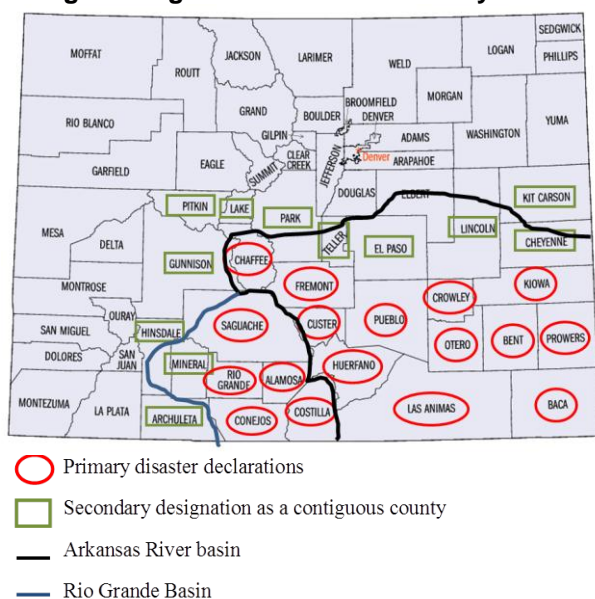 SEDGWICK
MOFFAT
JACKSON
LARIMER
LOGAN
PHILLIPS
ROUTT
WELD
MORGAN
GRAND
BOULDER
BROOMFIELD
DENVER
YUMA
RIO BLANCO
GILPIN
ADAMS
WASHINGTON
EAGLE
SUMMIT
CLEAR
CREEK
JEFFERSON
Denver
ARAPAHOE
GARFIELD
DOUGLAS
ELBERT
KIT CARSON
PITKIN
LAKE
PARK
MESA
DELTA
TELLER
EL PASO
LINCOLN
CHEYENNE
GUNNISON
CHAFFEE
MONTROSE
FREMONT
CROWLEY
KIOWA
OURAY
SAN MIGUEL
HINSDALE
SAGUACHE
CUSTER
PUEBLO
OTERO
BENT
PROWERS
DOLORES
SAN
JUAN
MINERAL
RIO
GRANDE
ALAMOSA
HUERFANO
MONTEZUMA
LA PLATA
ARCHULETA
CONEJOS
COSTILLA
LAS ANIMAS
BACA
Primary disaster declarations
Secondary designation as a contiguous county
Arkansas River basin
Rio Grande Basin